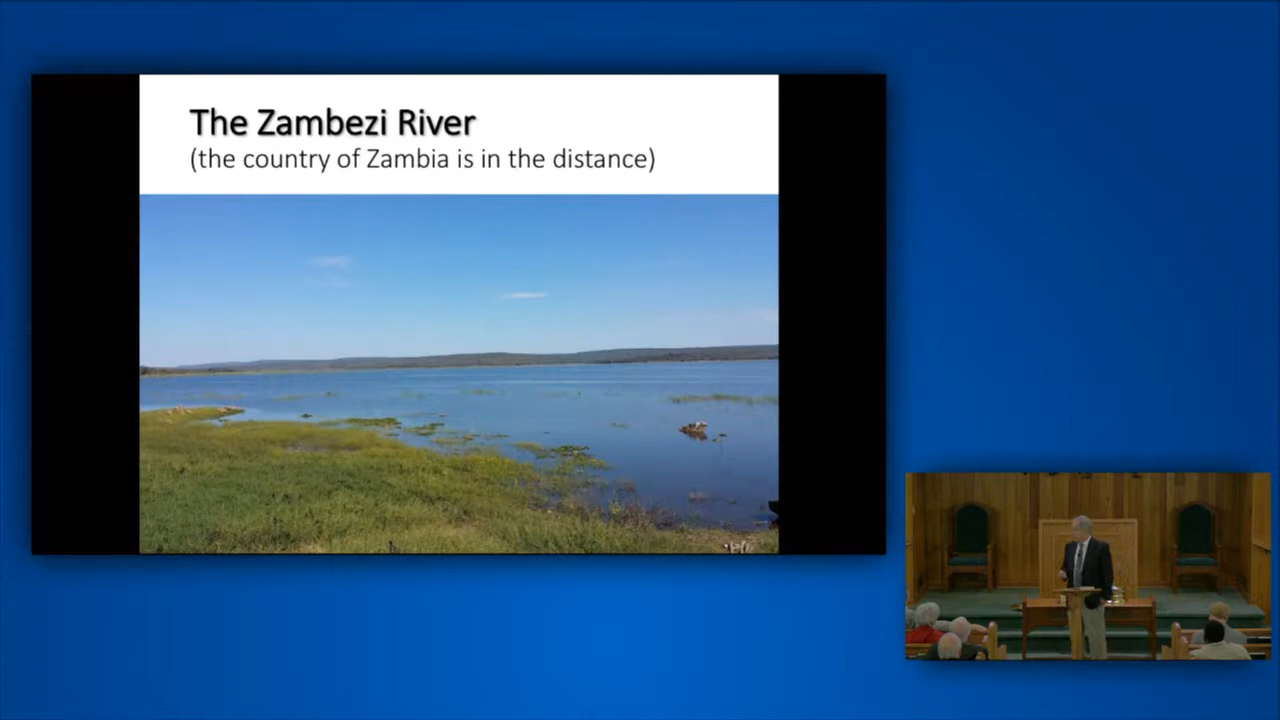 The Zambezi River
(the country of Zambia is in the distance)